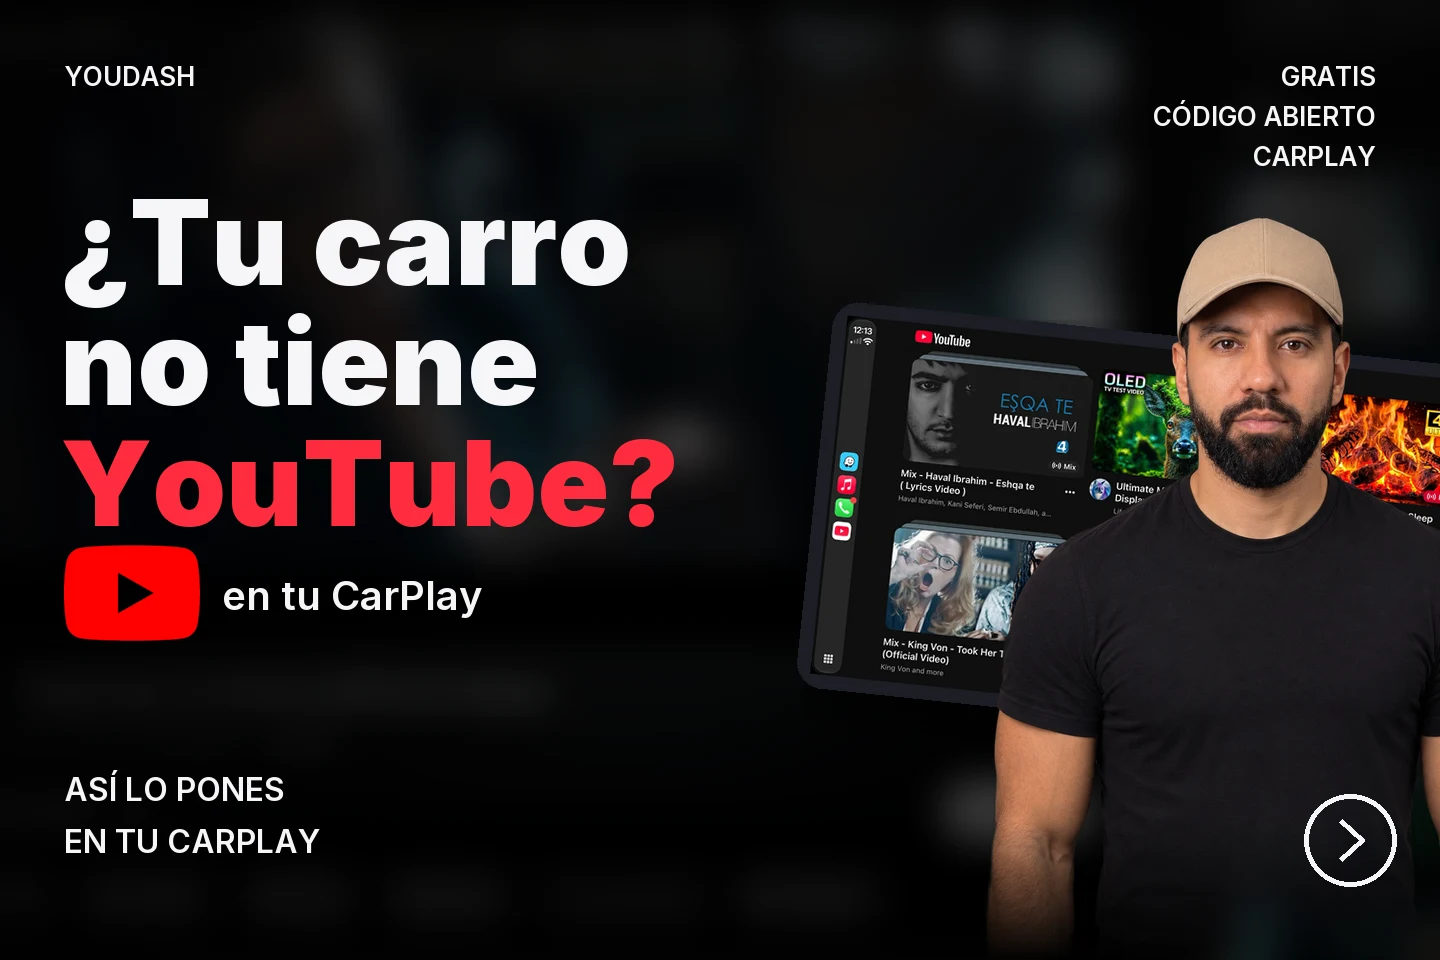 YOUDASH
GRATIS
CÓDIGO ABIERTO
CARPLAY
¿Tu carro
no tiene
YouTube?
en tu CarPlay
ASÍ LO PONES
EN TU CARPLAY
12:13
YouTube
ESQA TE
HAVAL IBRAHIM
4
Mix
Mix - Haval Ibrahim - Eshqa te
( Lyrics Video )
Haval Ibrahim, Kani Seferi, Semir Ebdullah, a...
OLED
TV TEST VIDEO
Ultimate
Displa
Sleep
Mix - King Von - Took Her T
(Official Video)
King Von and more